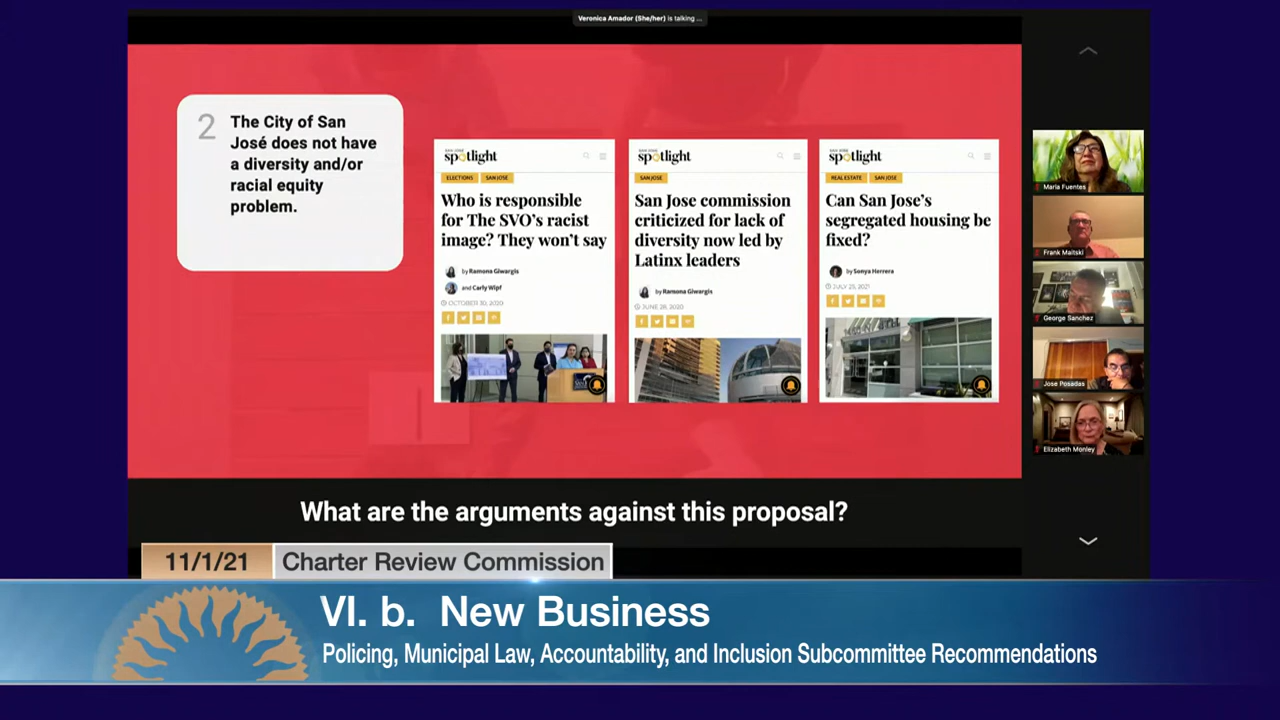 Veronica Amador (She/her) is talking ...
2
The City of San
José does not have
a diversity and/or
racial equity
problem.
SAN JOSE
spotlight
ELECTIONS SAN JOSE
Who is responsible
for The SVO's racist
image? They won't say
by Ramona Giwargis
and Carly Wipf
OCTOBER 30, 2020
SAN JOSE
spotlight
SAN JOSE
San Jose commission
criticized for lack of
diversity now led by
Latinx leaders
by Ramona Giwargis
JUNE 28, 2020
SAN JOSE
spotlight
REAL ESTATE SAN JOSE
Can San Jose's
segregated housing be
fixed?
by Sonya Herrera
JULY 25, 2021
Maria Fuentes
Frank Maitski
George Sanchez
Jose Posadas
Elizabeth Monley
What are the arguments against this proposal?
11/1/21 Charter Review Commission
VI. b. New Business
Policing, Municipal Law, Accountability, and Inclusion Subcommittee Recommendations